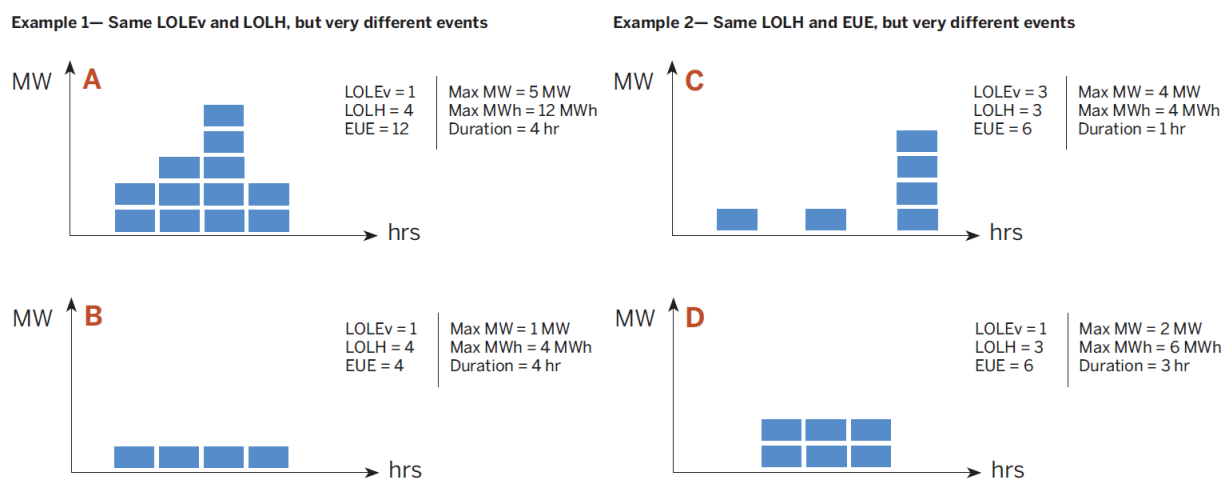 Example 1— Same LOLEv and LOLH, but very different events
MW
A
LOLEv = 1
LOLH = 4
EUE = 12
Max MW = 5 MW
Max MWh = 12 MWh
Duration = 4 hr
hrs
MW
B
LOLEv = 1
LOLH = 4
EUE = 4
Max MW = 1 MW
Max MWh = 4 MWh
Duration = 4 hr
hrs
Example 2— Same LOLH and EUE, but very different events
MW
C
LOLEv = 3
LOLH = 3
EUE = 6
Max MW = 4 MW
Max MWh = 4 MWh
Duration = 1 hr
hrs
MW
D
LOLEv = 1
LOLH = 3
EUE = 6
Max MW = 2 MW
Max MWh = 6 MWh
Duration = 3 hr
hrs